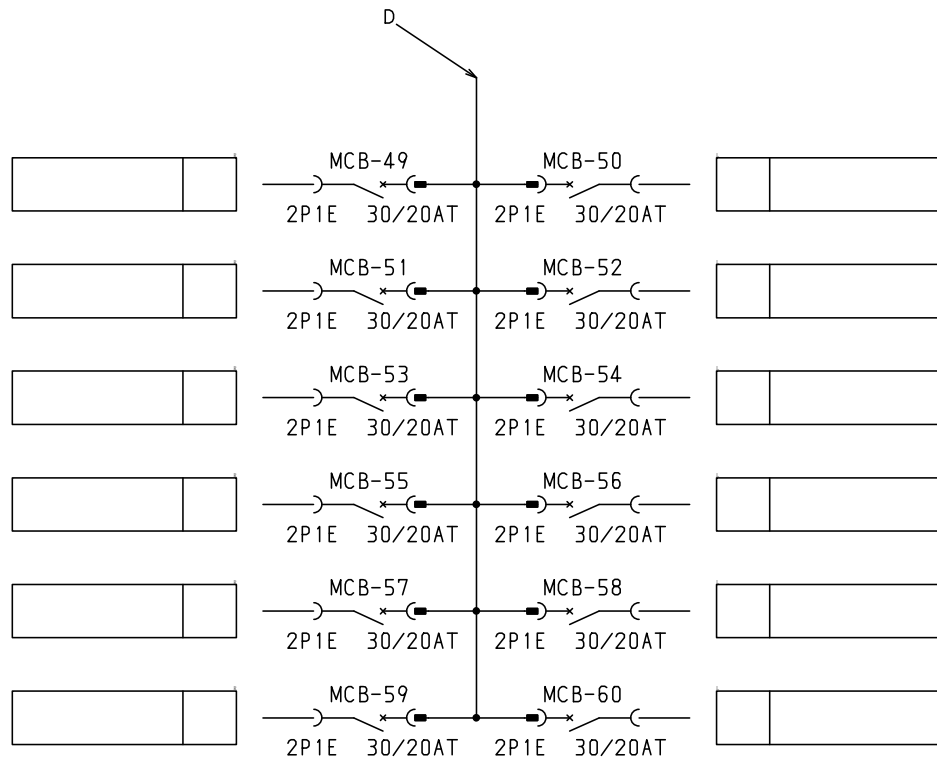 D
MCB-49 MCB-50
2P1E 30/20AT 2P1E 30/20AT
MCB-51 MCB-52
2P1E 30/20AT 2P1E 30/20AT
MCB-53 MCB-54
2P1E 30/20AT 2P1E 30/20AT
MCB-55 MCB-56
2P1E 30/20AT 2P1E 30/20AT
MCB-57 MCB-58
2P1E 30/20AT 2P1E 30/20AT
MCB-59 MCB-60
2P1E 30/20AT 2P1E 30/20AT